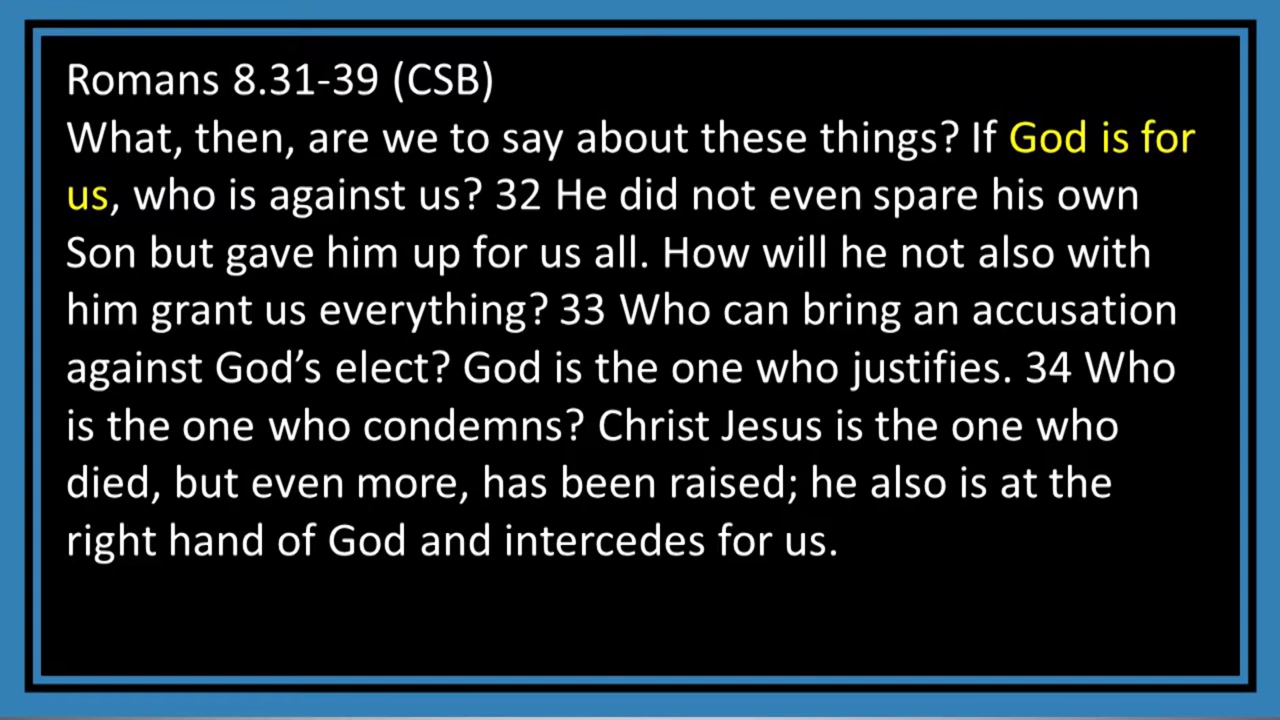 Romans 8.31-39 (CSB)
What, then, are we to say about these things? If God is for
us, who is against us? 32 He did not even spare his own
Son but gave him up for us all. How will he not also with
him grant us everything? 33 Who can bring an accusation
against God’s elect? God is the one who justifies. 34 Who
is the one who condemns? Christ Jesus is the one who
died, but even more, has been raised; he also is at the
right hand of God and intercedes for us.